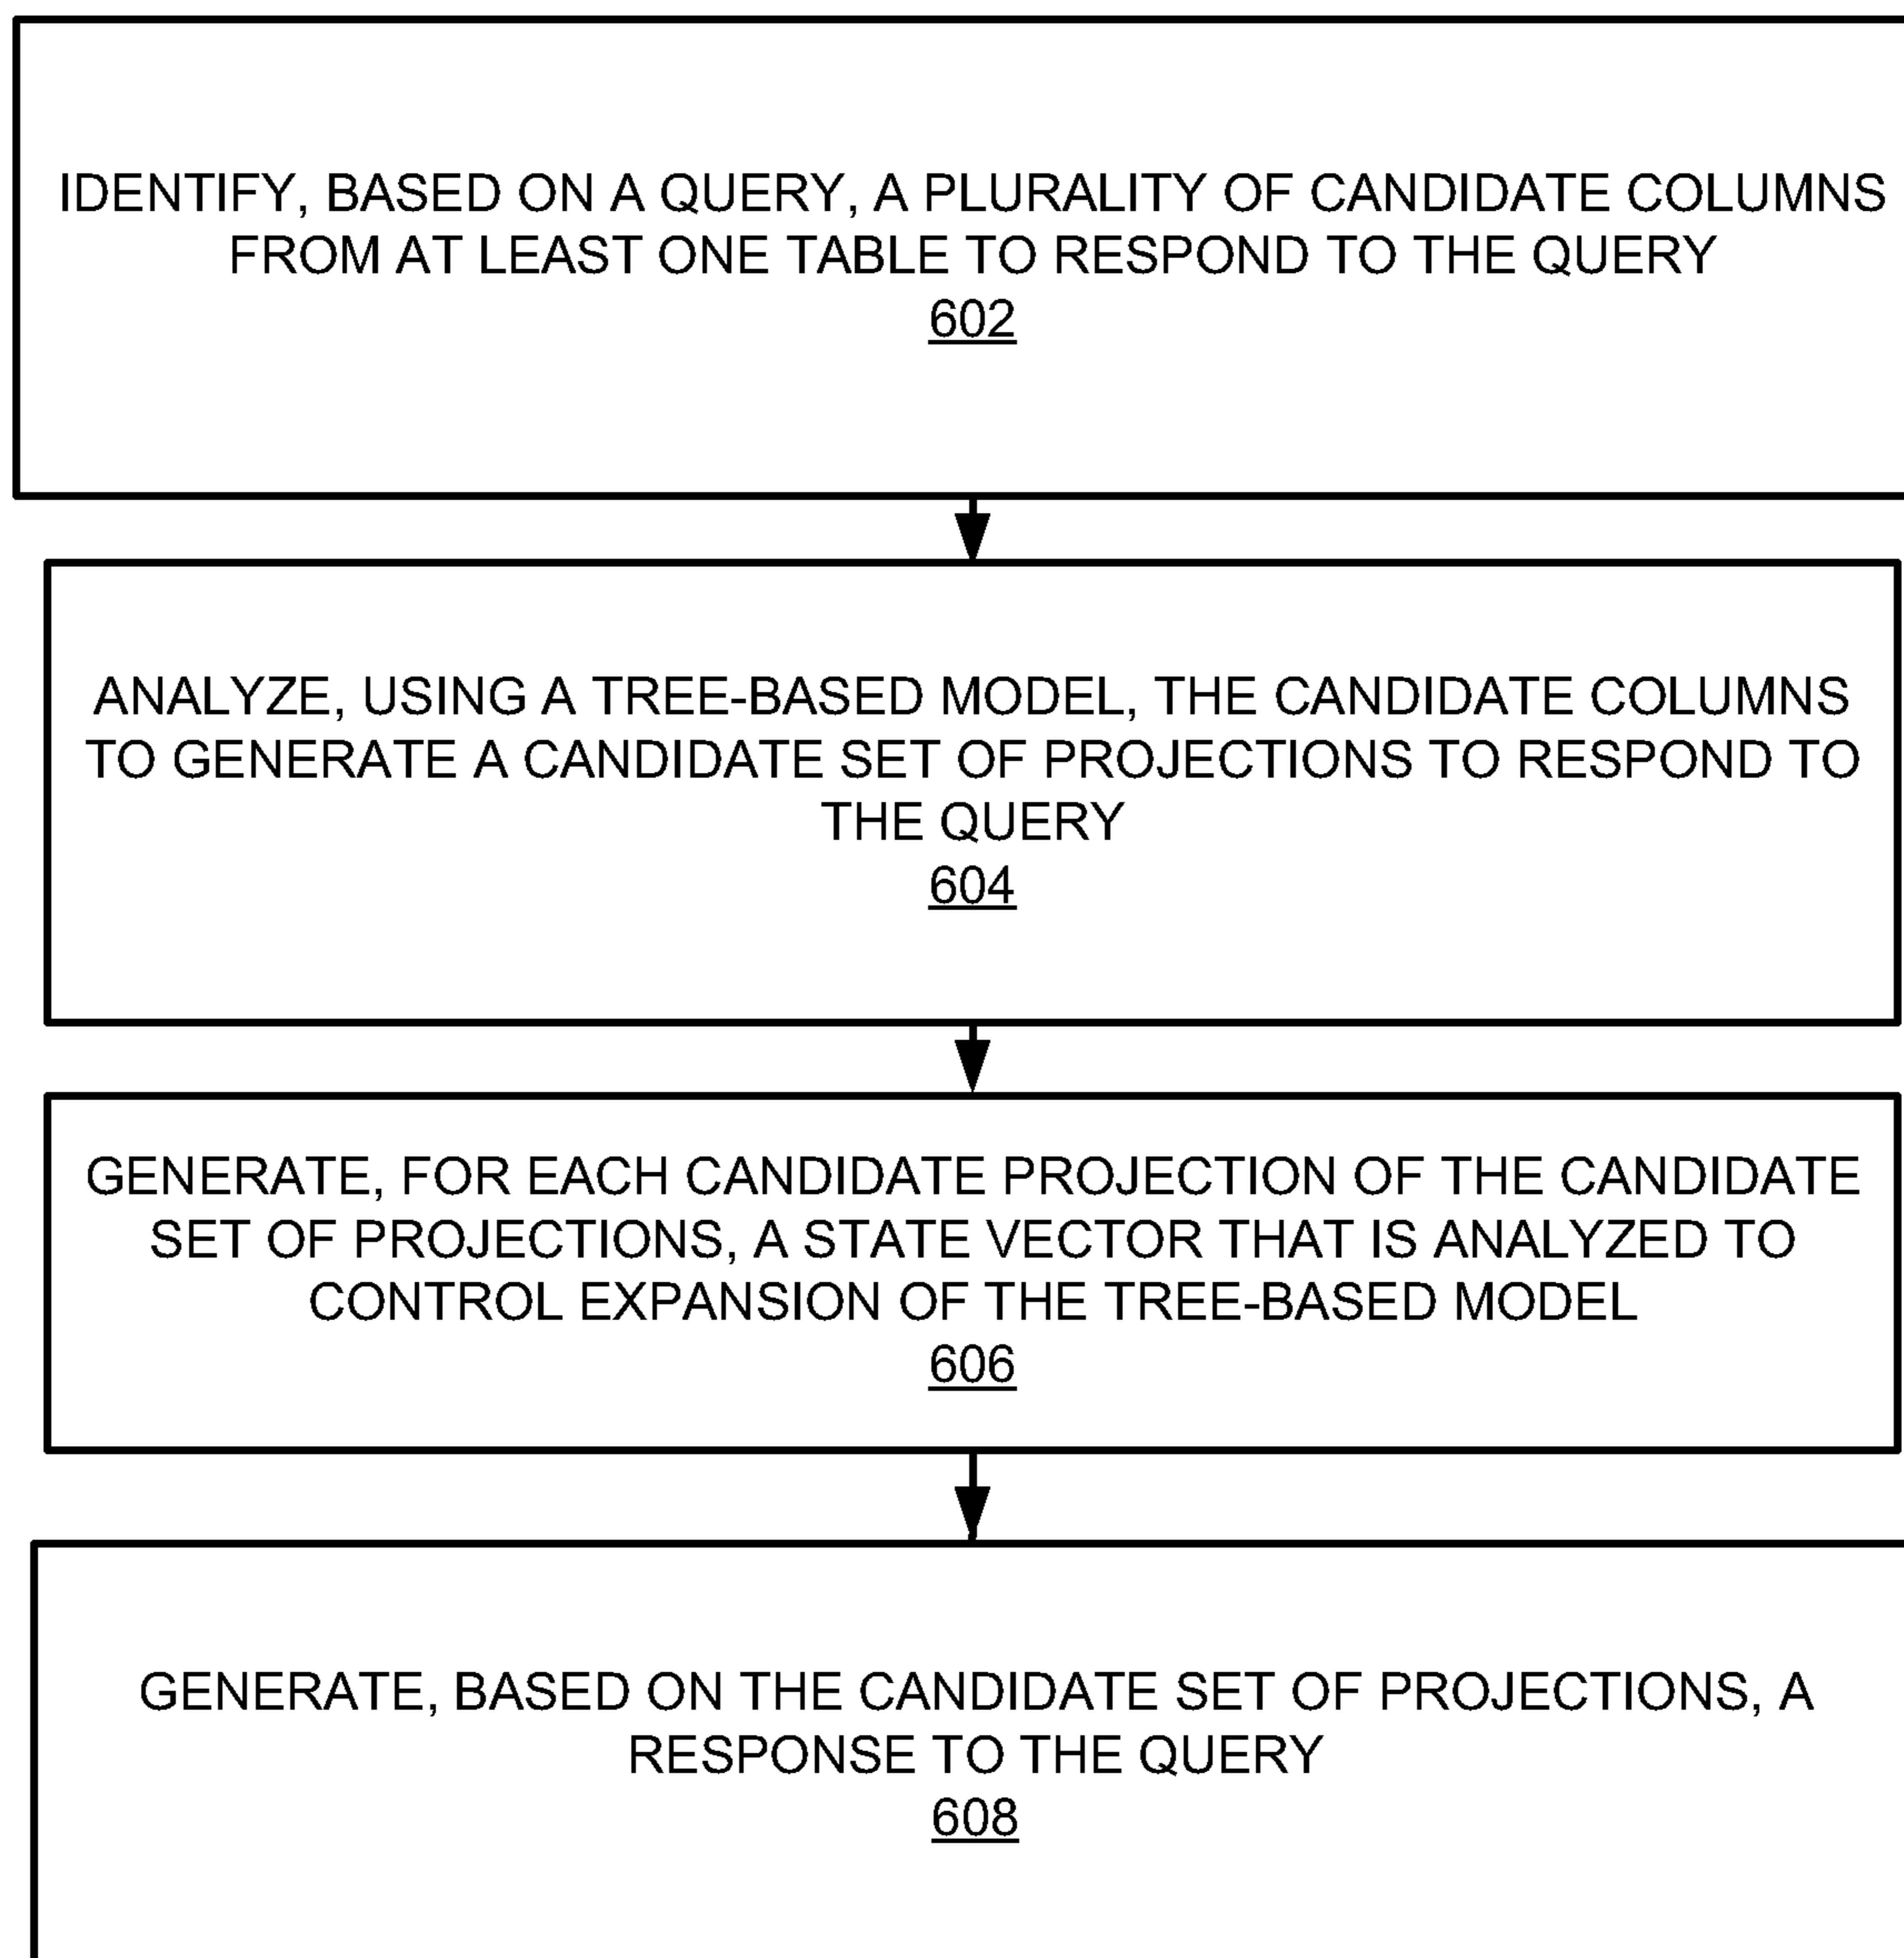 IDENTIFY, BASED ON A QUERY, A PLURALITY OF CANDIDATE COLUMNS
FROM AT LEAST ONE TABLE TO RESPOND TO THE QUERY
602
ANALYZE, USING A TREE-BASED MODEL, THE CANDIDATE COLUMNS
TO GENERATE A CANDIDATE SET OF PROJECTIONS TO RESPOND TO
THE QUERY
604
GENERATE, FOR EACH CANDIDATE PROJECTION OF THE CANDIDATE
SET OF PROJECTIONS, A STATE VECTOR THAT IS ANALYZED TO
CONTROL EXPANSION OF THE TREE-BASED MODEL
606
GENERATE, BASED ON THE CANDIDATE SET OF PROJECTIONS, A
RESPONSE TO THE QUERY
608